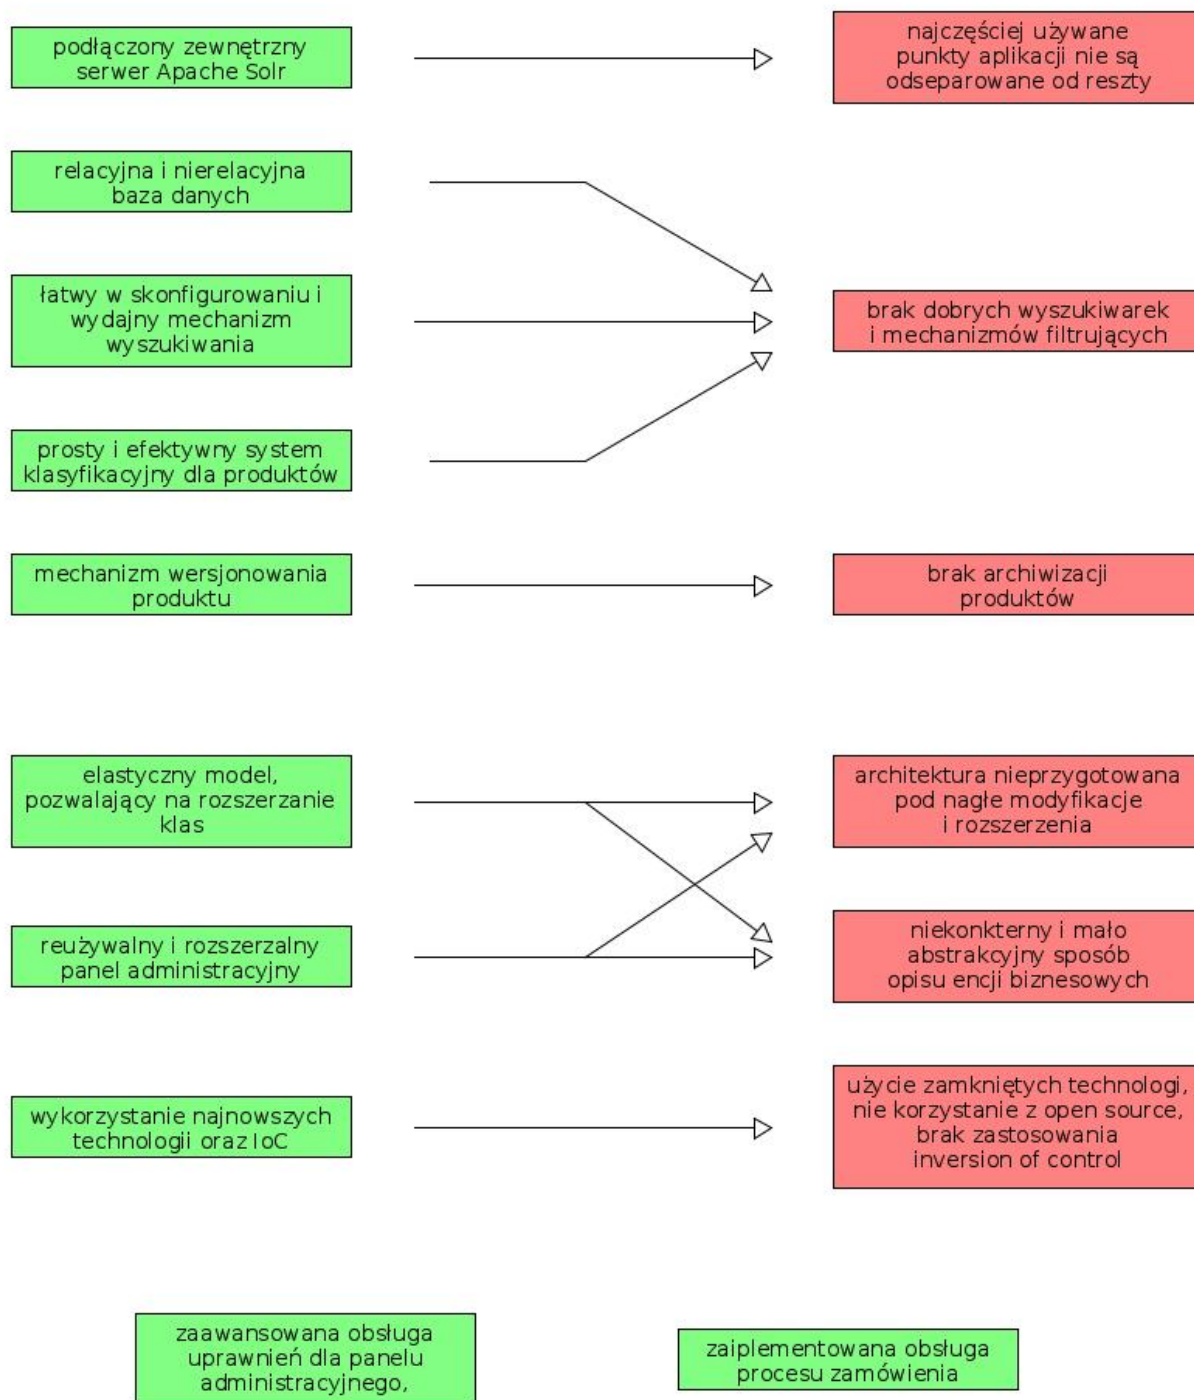 podłączony zewnętrzny
serwer Apache Solr
najczęściej używane
punkty aplikacji nie są
odseparowane od reszty
relacyjna i nierelacyjna
baza danych
łatwy w skonfigurowaniu i
wydajny mechanizm
wyszukiwania
brak dobrych wyszukiwarek
i mechanizmów filtrujących
prosty i efektywny system
klasyfikacyjny dla produktów
mechanizm wersjonowania
produktu
brak archiwizacji
produktów
elastyczny model,
pozwalający na rozszerzanie
klas
architektura nieprzygotowana
pod nagłe modyfikacje
i rozszerzenia
reużywalny i rozszerzalny
panel administracyjny
niekonkterny i mało
abstrakcyjny sposób
opisu encji biznesowych
wykorzystanie najnowszych
technologii oraz IoC
użycie zamkniętych technologi,
nie korzystanie z open source,
brak zastosowania
inversion of control
zaawansowana obsługa
uprawnień dla panelu
administracyjnego,
zaiplementowana obsługa
procesu zamówienia